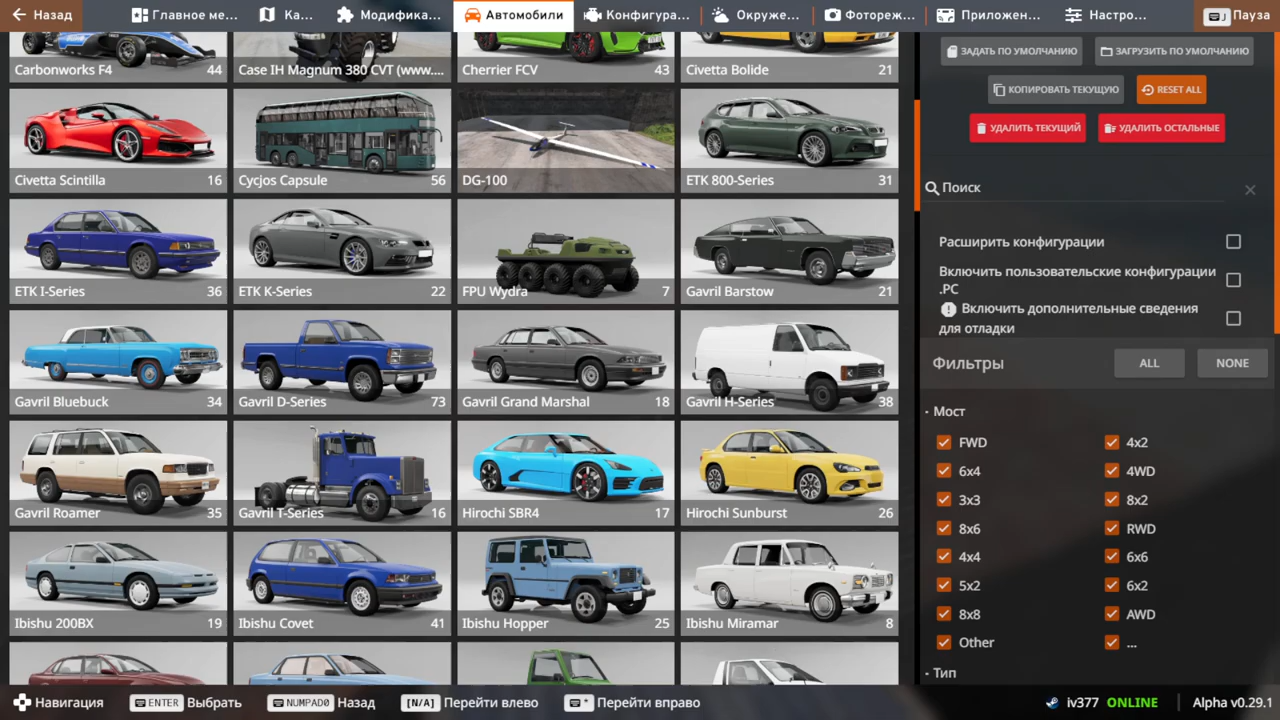 Назад
Главное ме...
Ка...
Модифика...
Автомобили
Конфигура...
Окруже...
Фотореж...
Приложен...
Настро...
J Пауза
Carbonworks F4 44
Case IH Magnum 380 CVT (www....
Cherrier FCV 43
Civetta Bolide 21
Civetta Scintilla 16
Cycjos Capsule 56
DG-100
ETK 800-Series 31
ETK I-Series 36
ETK K-Series 22
FPU Wydra 7
Gavril Barstow 21
Gavril Bluebuck 34
Gavril D-Series 73
Gavril Grand Marshal 18
Gavril H-Series 38
Gavril Roamer 35
Gavril T-Series 16
Hirochi SBR4 17
Hirochi Sunburst 26
Ibishu 200BX 19
Ibishu Covet 41
Ibishu Hopper 25
Ibishu Miramar 8
ЗАДАТЬ ПО УМОЛЧАНИЮ
ЗАГРУЗИТЬ ПО УМОЛЧАНИЮ
КОПИРОВАТЬ ТЕКУЩУЮ
RESET ALL
УДАЛИТЬ ТЕКУЩИЙ
УДАЛИТЬ ОСТАЛЬНЫЕ
Поиск
Расширить конфигурации
Включить пользовательские конфигурации
.PC
Включить дополнительные сведения
для отладки
Фильтры
ALL
NONE
- Мост
FWD
4x2
6x4
4WD
3x3
8x2
8x6
RWD
4x4
6x6
5x2
6x2
8x8
AWD
Other
...
- Тип
Навигация
ENTER Выбрать
NUMPAD0 Назад
[N/A] Перейти влево
* Перейти вправо
iv377 ONLINE
Alpha v0.29.1